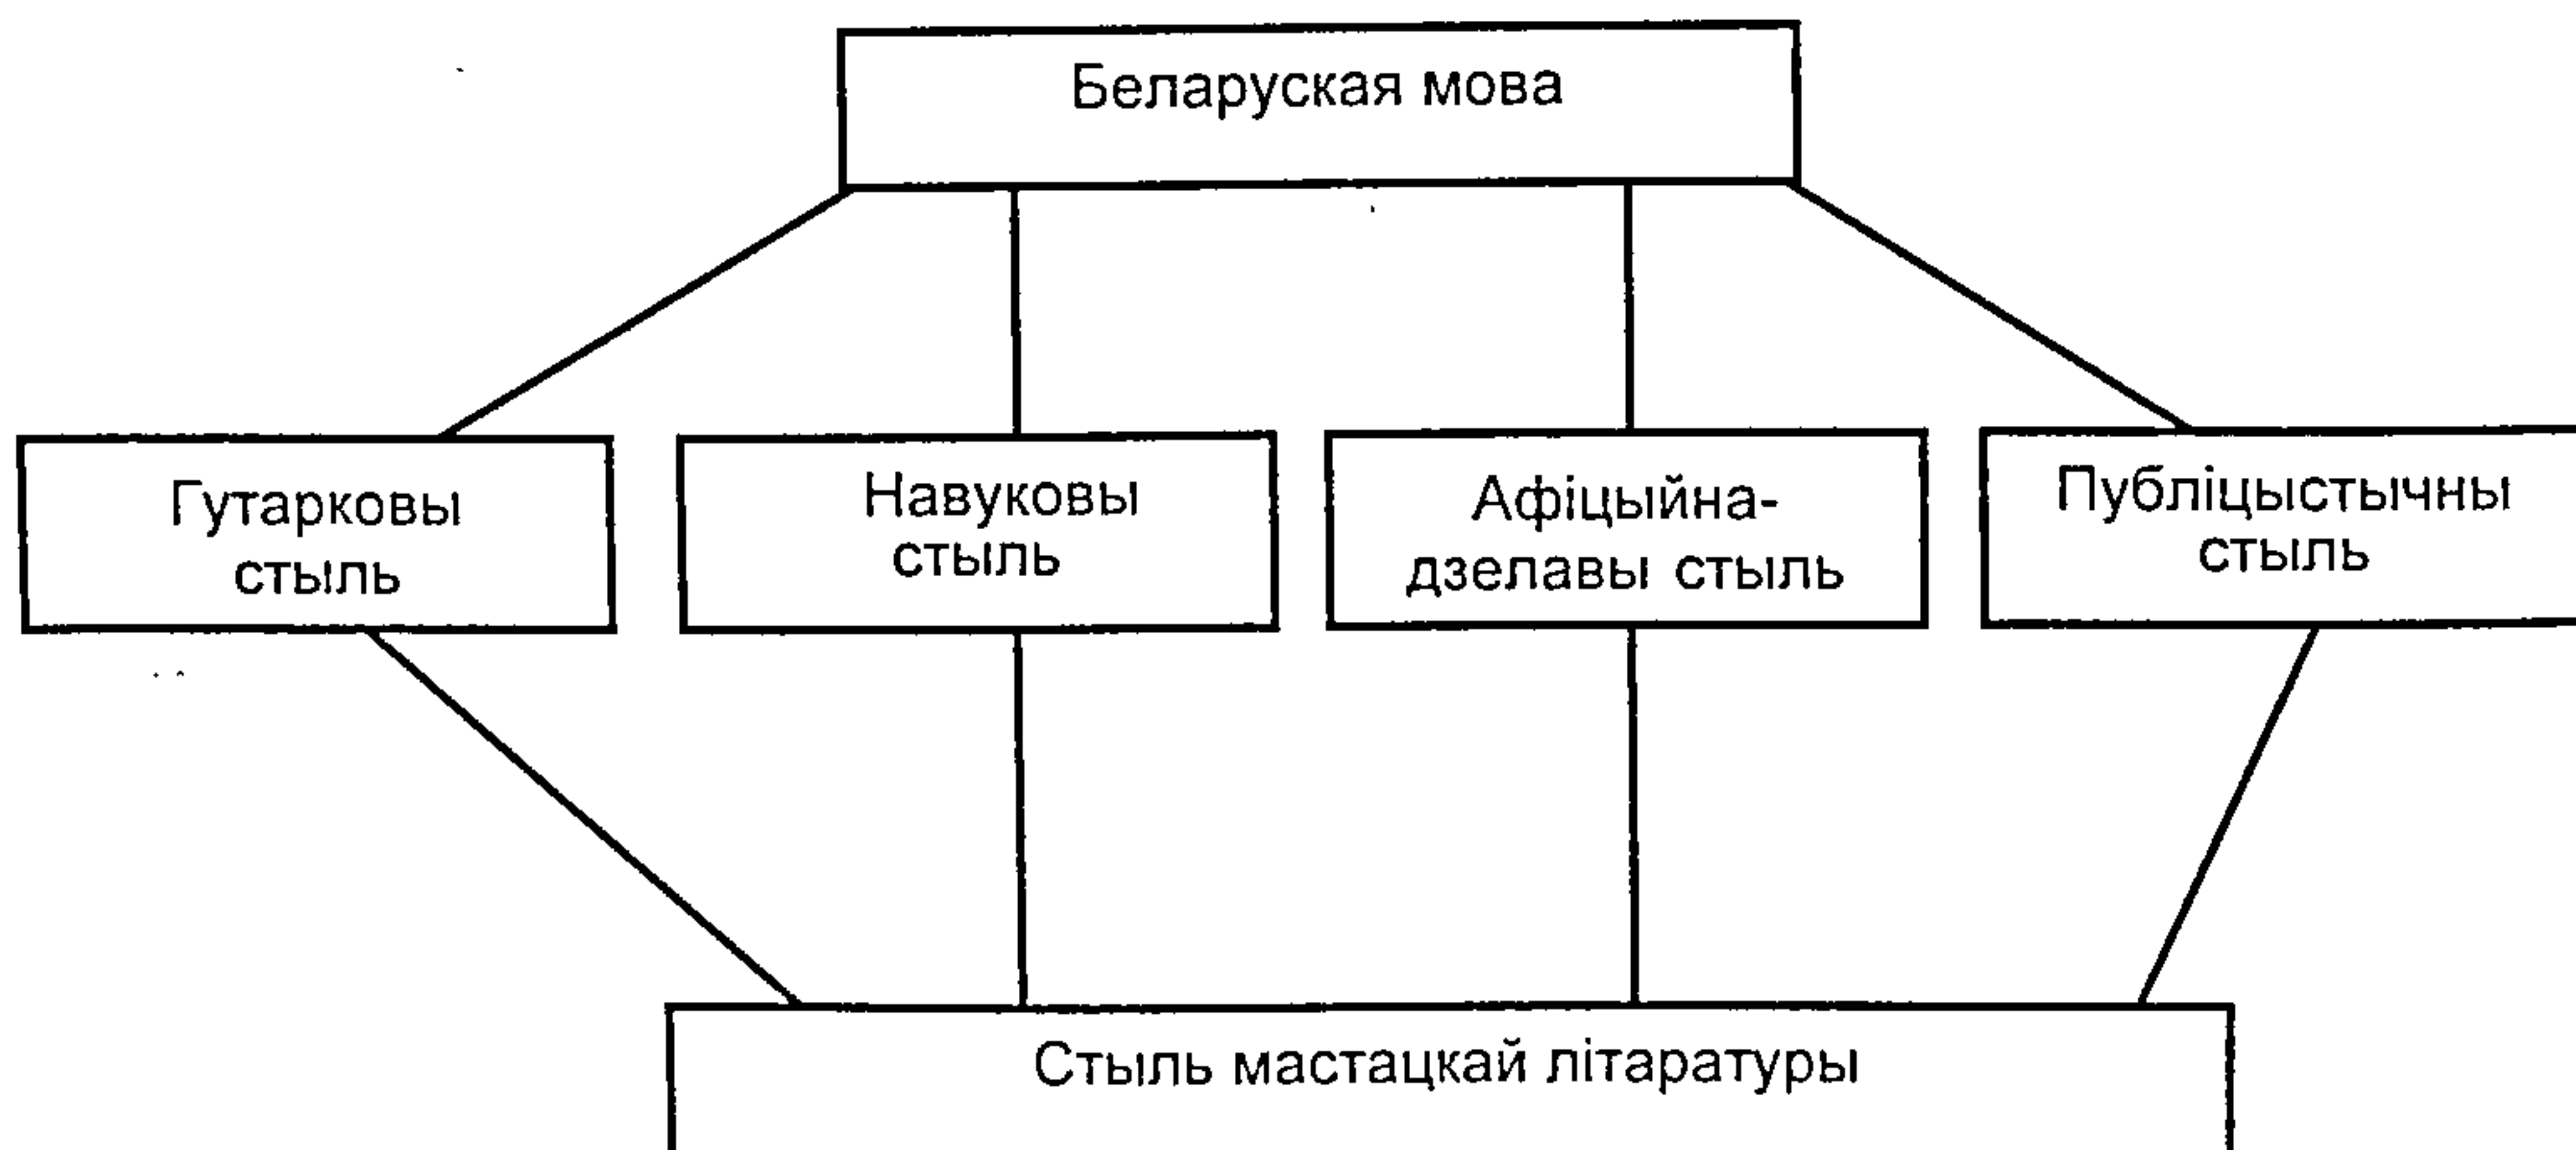 Беларуская мова
Гутарковы
стыль
Навуковы
стыль
Афіцыйна-
дзелавы стыль
Публіцыстычны
стыль
Стыль мастацкай літаратуры